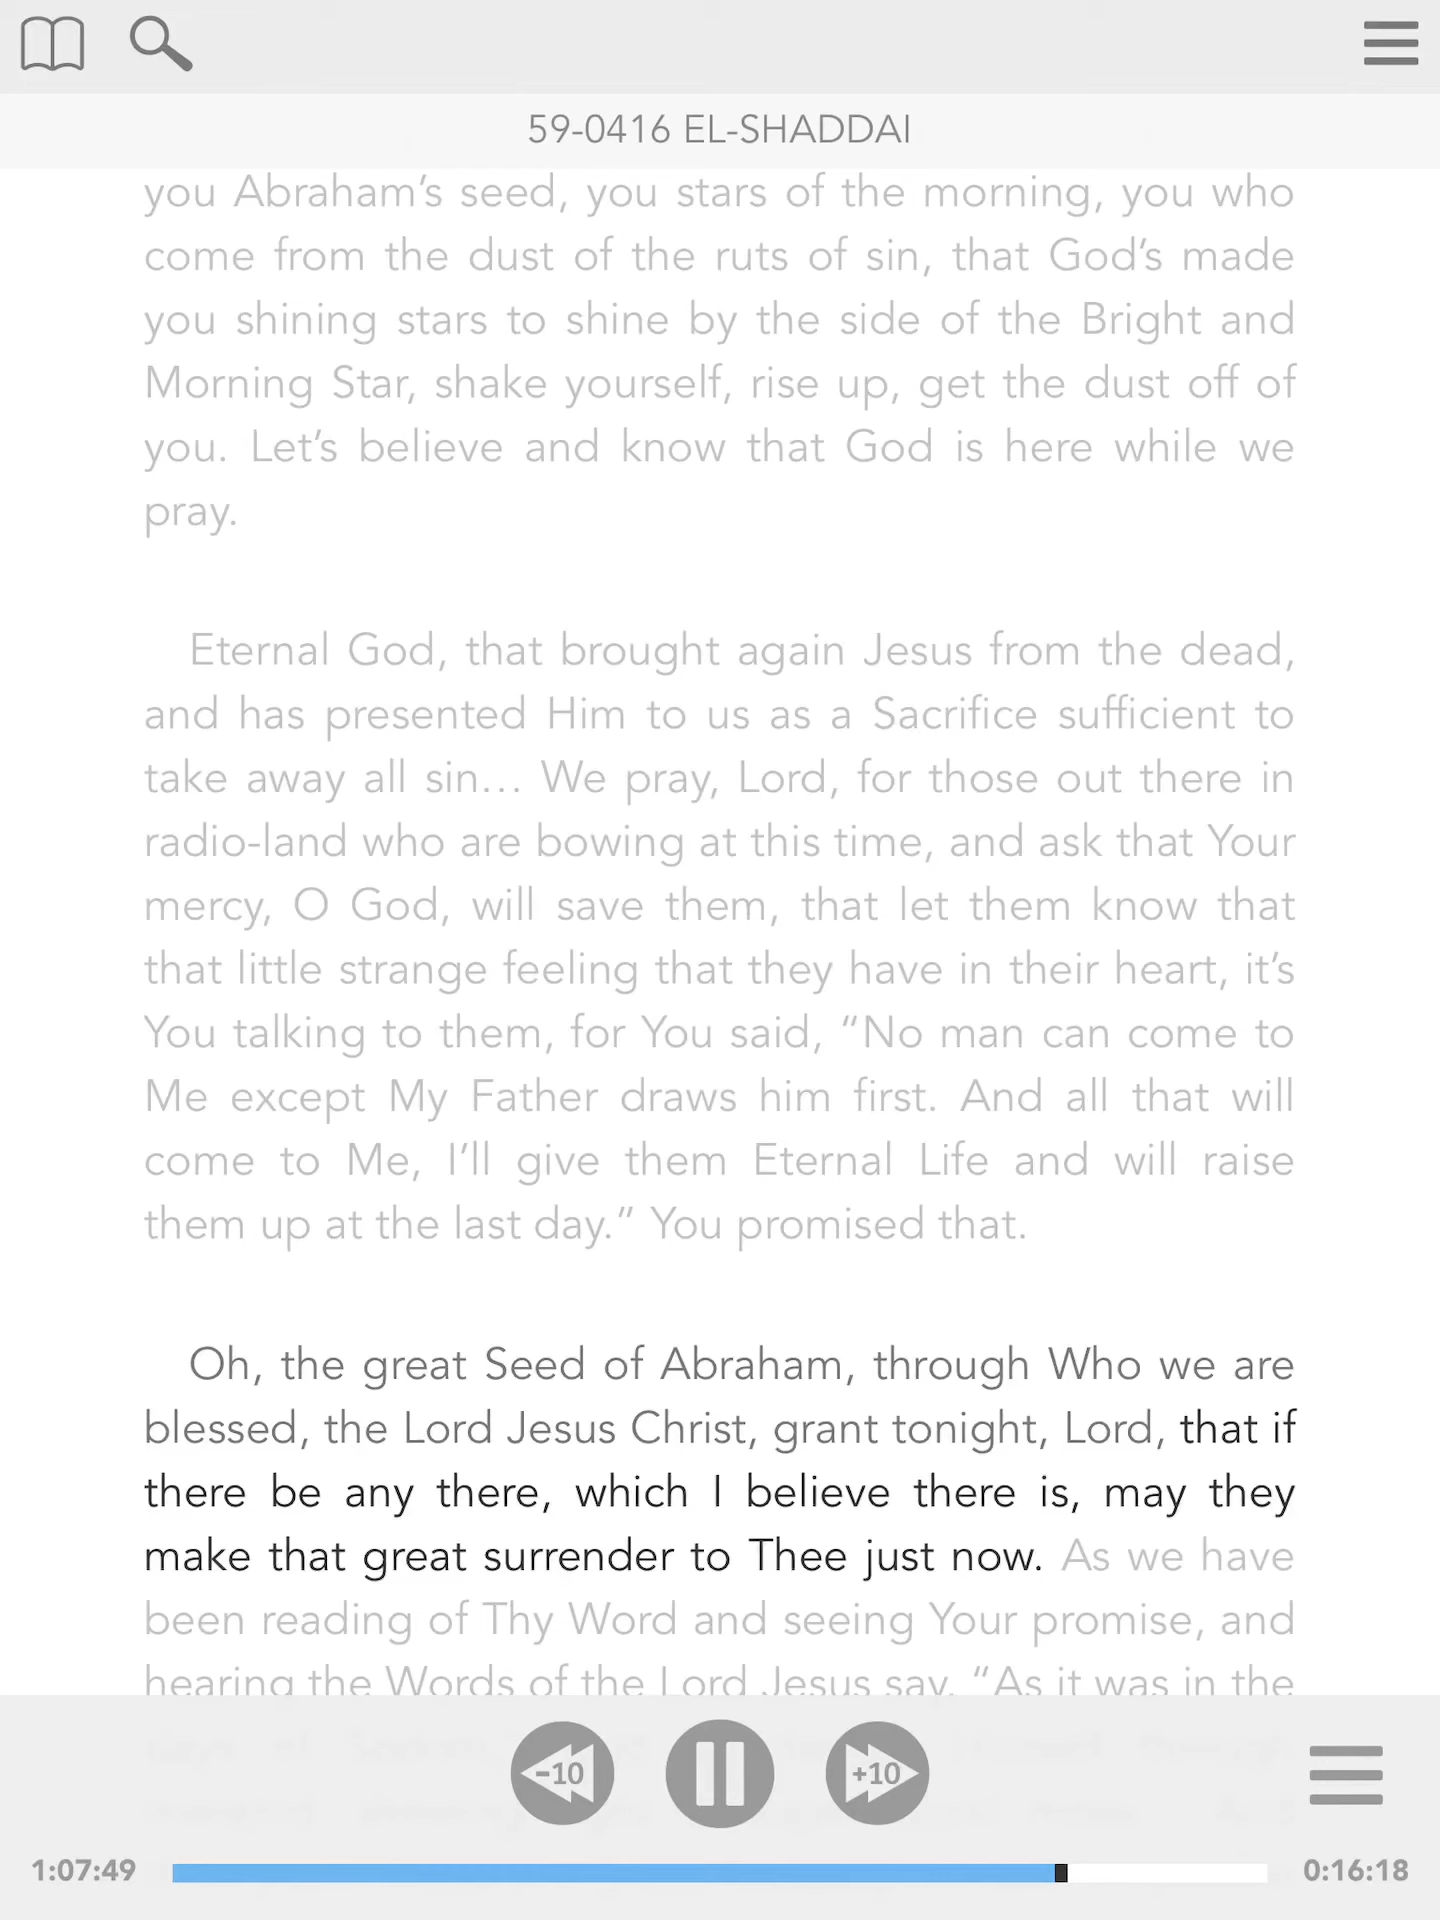 59-0416 EL-SHADDAI
you Abraham’s seed, you stars of the morning, you who
come from the dust of the ruts of sin, that God’s made
you shining stars to shine by the side of the Bright and
Morning Star, shake yourself, rise up, get the dust off of
you. Let’s believe and know that God is here while we
pray.
Eternal God, that brought again Jesus from the dead,
and has presented Him to us as a Sacrifice sufficient to
take away all sin… We pray, Lord, for those out there in
radio-land who are bowing at this time, and ask that Your
mercy, O God, will save them, that let them know that
that little strange feeling that they have in their heart, it’s
You talking to them, for You said, “No man can come to
Me except My Father draws him first. And all that will
come to Me, I’ll give them Eternal Life and will raise
them up at the last day.” You promised that.
Oh, the great Seed of Abraham, through Who we are
blessed, the Lord Jesus Christ, grant tonight, Lord, that if
there be any there, which I believe there is, may they
make that great surrender to Thee just now. As we have
been reading of Thy Word and seeing Your promise, and
hearing the Words of the Lord Jesus say, “As it was in the
-10
+10
1:07:49
0:16:18